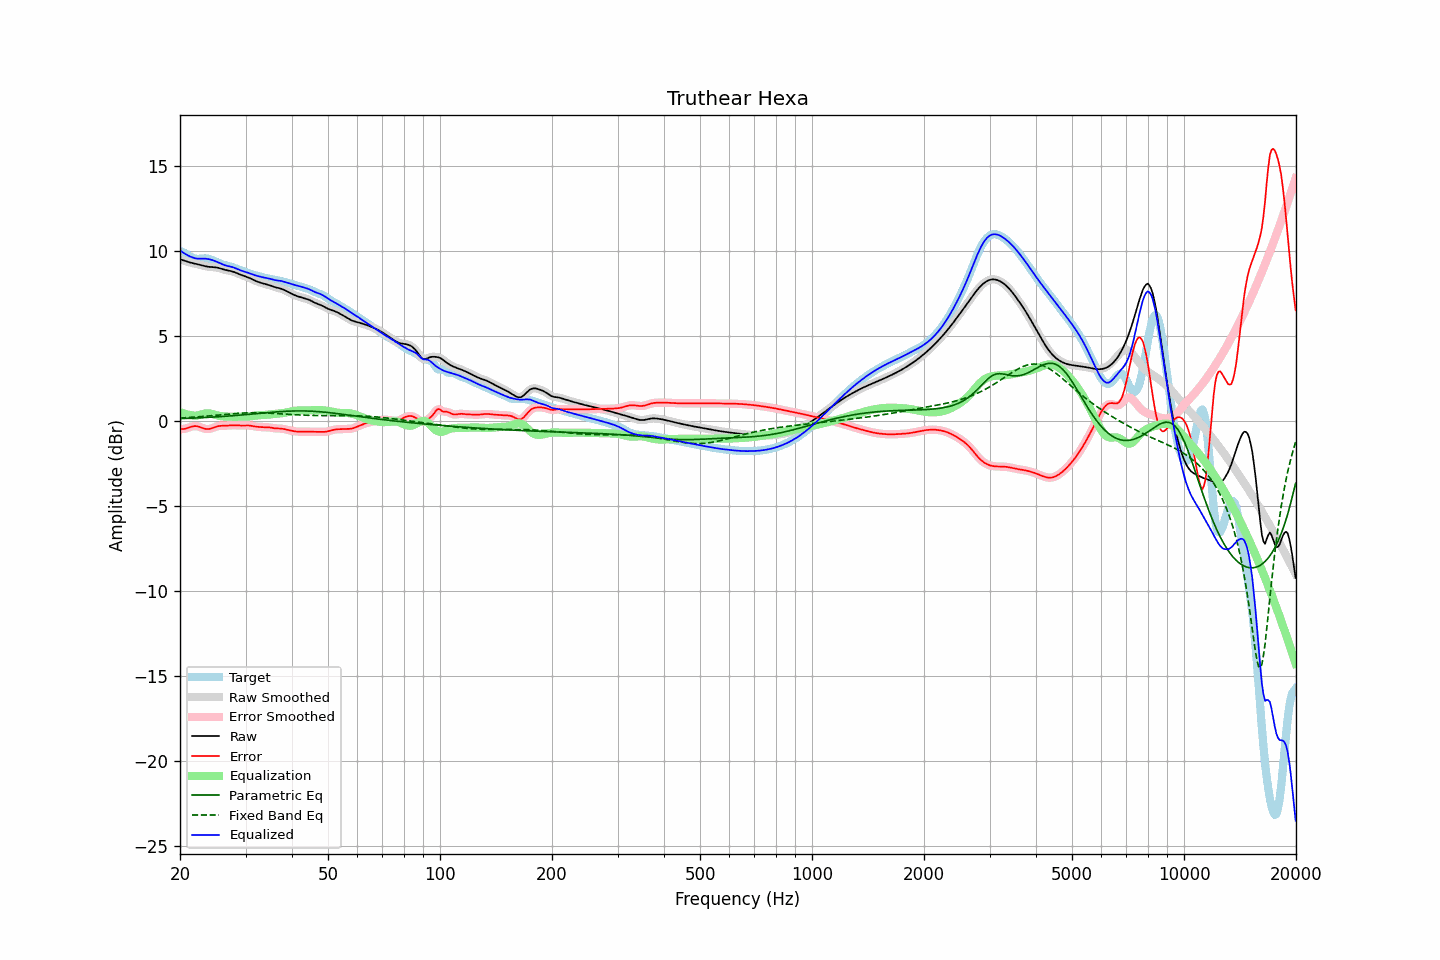 Truthear Hexa
Amplitude (dBr)
15
10
5
0
−5
−10
−15
−20
−25
Target
Raw Smoothed
Error Smoothed
Raw
Error
Equalization
Parametric Eq
Fixed Band Eq
Equalized
20 50 100 200 500 1000 2000 5000 10000 20000
Frequency (Hz)